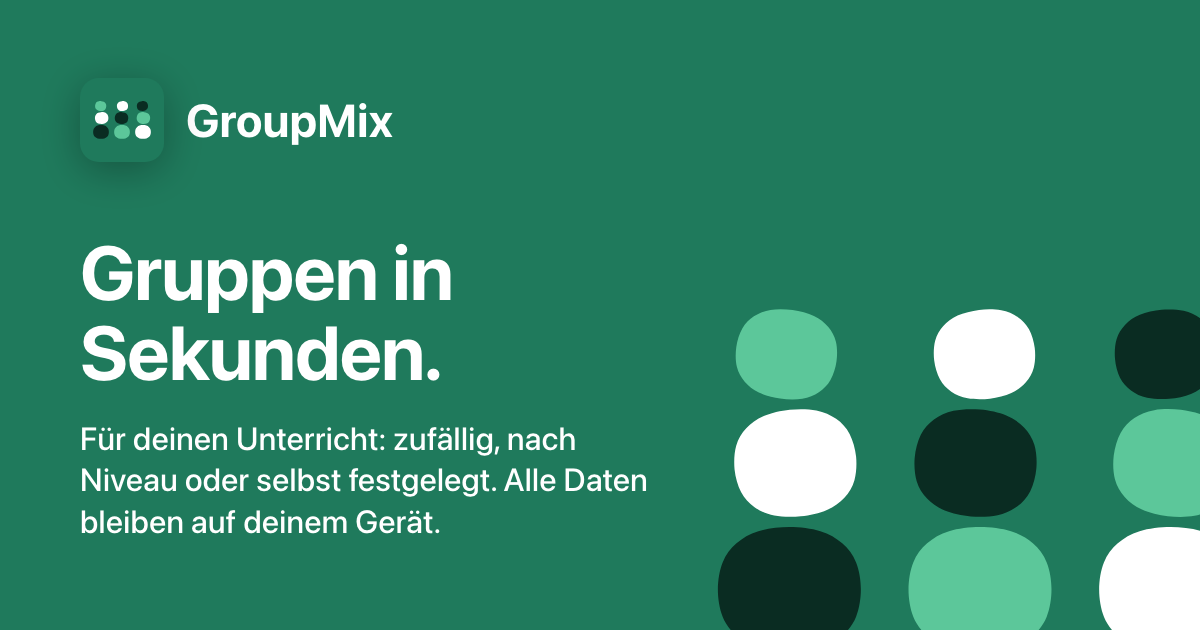 GroupMix
Gruppen in
Sekunden.
Für deinen Unterricht: zufällig, nach
Niveau oder selbst festgelegt. Alle Daten
bleiben auf deinem Gerät.